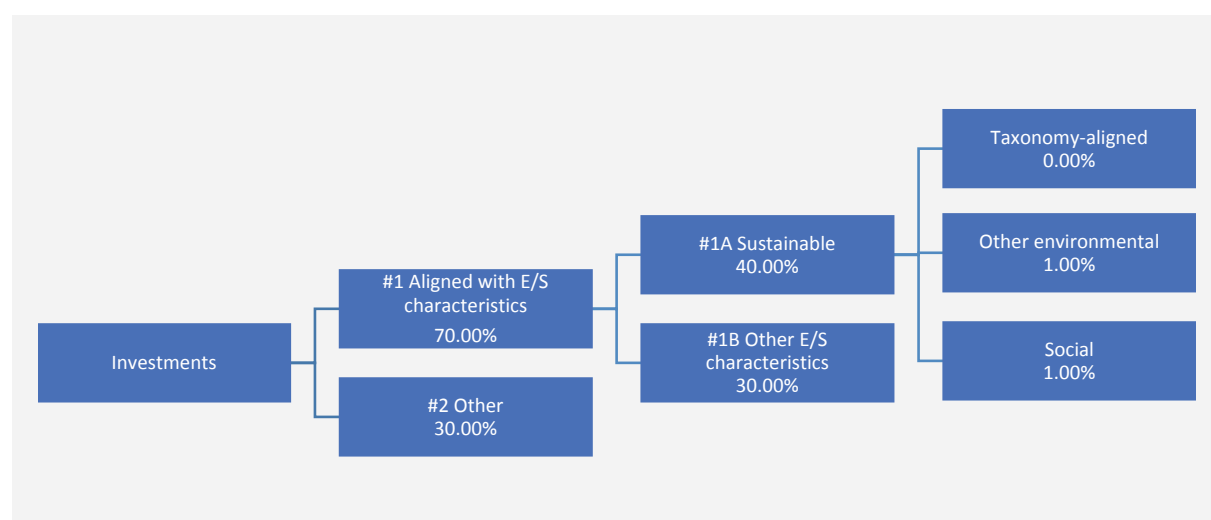 Investments
#1 Aligned with E/S
characteristics
70.00%
#2 Other
30.00%
#1A Sustainable
40.00%
#1B Other E/S
characteristics
30.00%
Taxonomy-aligned
0.00%
Other environmental
1.00%
Social
1.00%